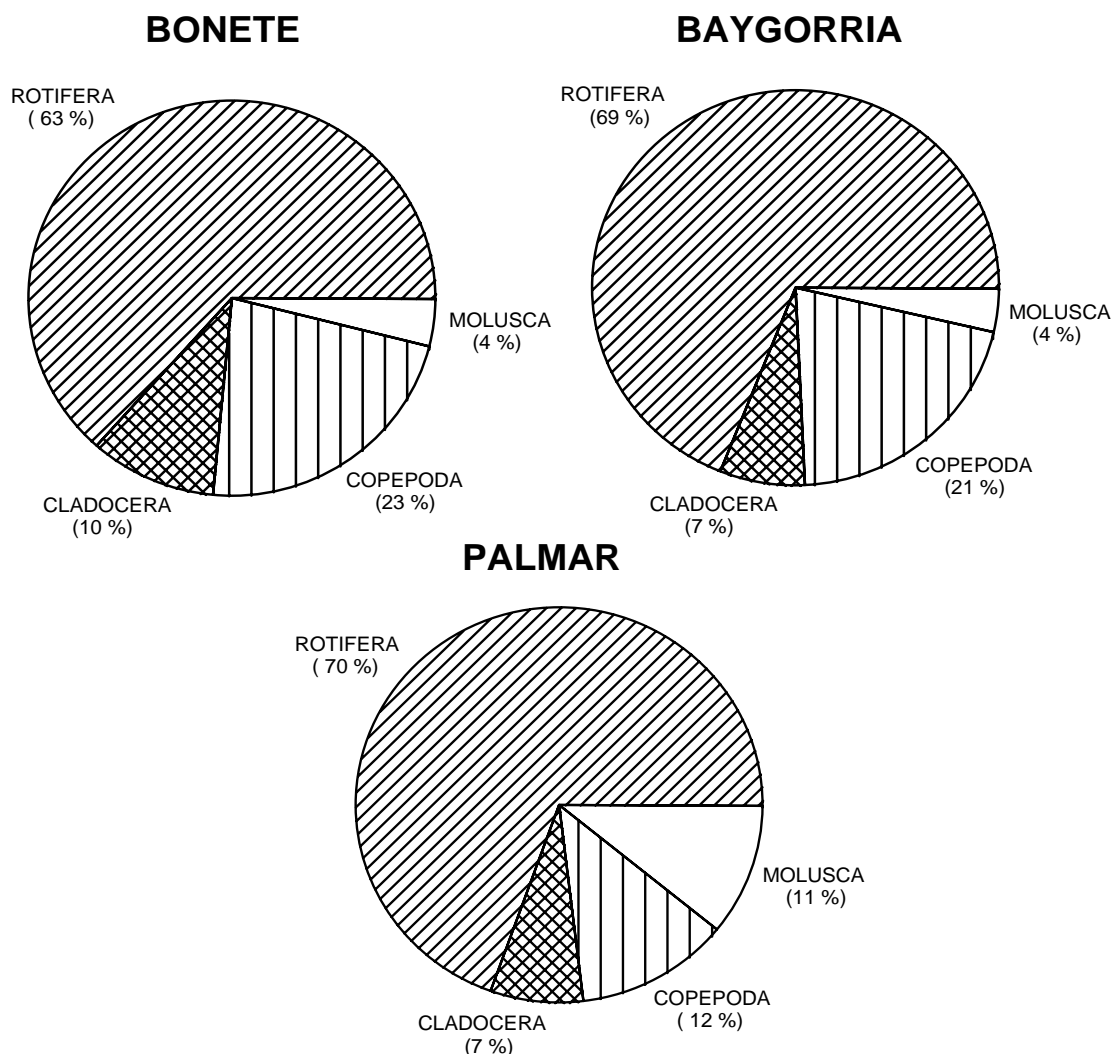 BONETE
ROTIFERA
( 63 %)
MOLUSCA
(4 %)
COPEPODA
(23 %)
CLADOCERA
(10 %)
BAYGORRIA
ROTIFERA
(69 %)
MOLUSCA
(4 %)
COPEPODA
(21 %)
CLADOCERA
(7 %)
PALMAR
ROTIFERA
( 70 %)
MOLUSCA
(11 %)
COPEPODA
( 12 %)
CLADOCERA
(7 %)